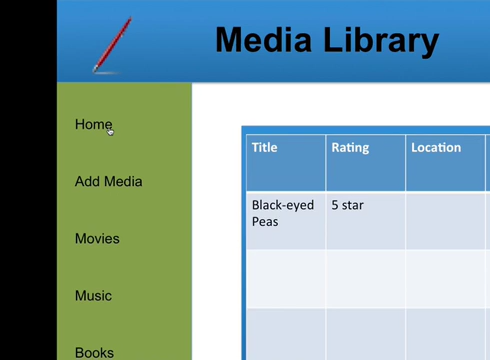 Media Library
Home
Add Media
Movies
Music
Books
Title Rating Location
Black-eyed 5 star
Peas